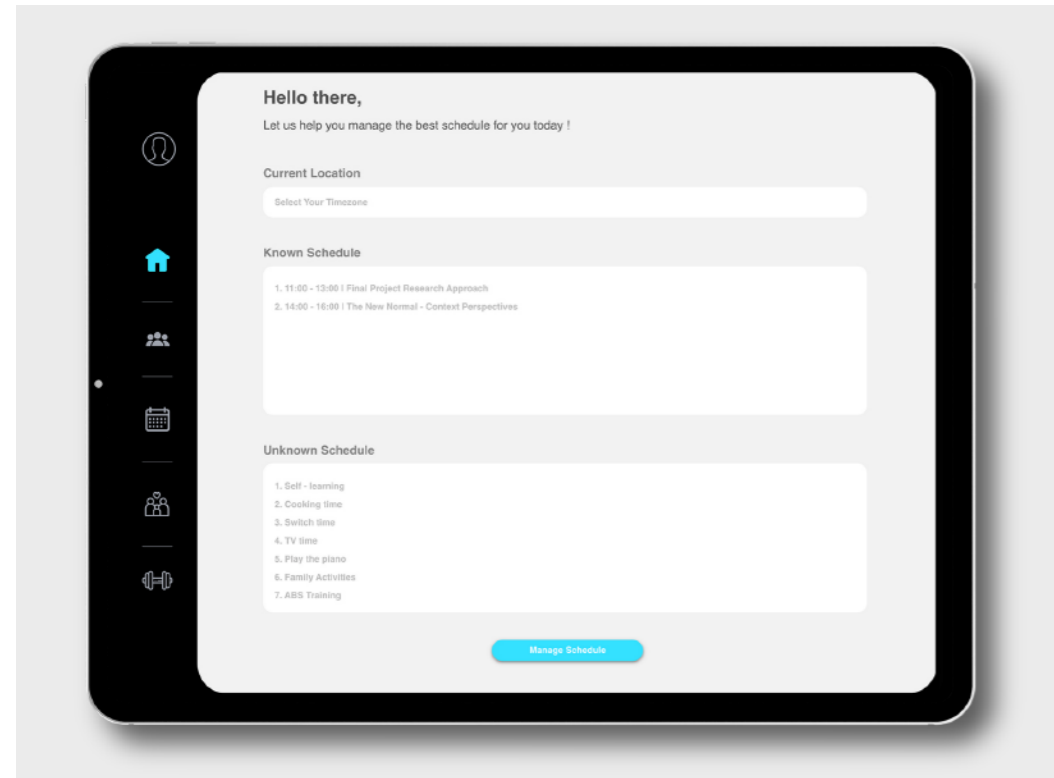 Hello there,
Let us help you manage the best schedule for you today !
Current Location
Select Your Timezone
Known Schedule
1. 11:00 - 13:00 | Final Project Research Approach
2. 14:00 - 16:00 | The New Normal - Context Perspectives
Unknown Schedule
1. Self - learning
2. Cooking time
3. Switch time
4. TV time
5. Play the piano
6. Family Activities
7. ABS Training
Manage Schedule